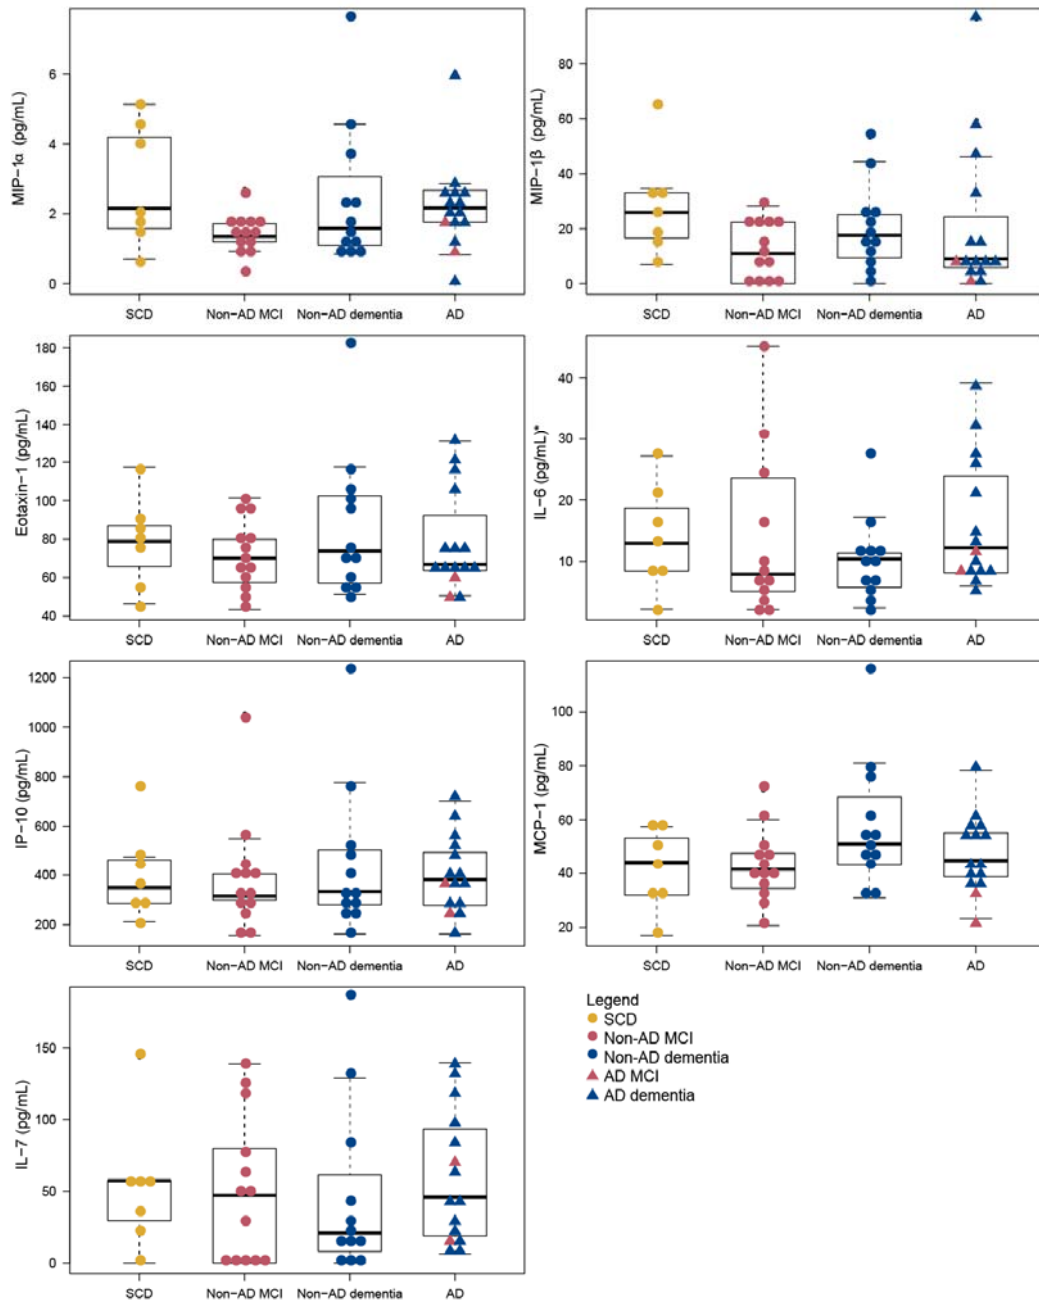 MIP−1α (pg/mL)
6
4
2
0
SCD
Non−AD MCI
Non−AD dementia
AD
MIP−1β (pg/mL)
80
60
40
20
0
SCD
Non−AD MCI
Non−AD dementia
AD
Eotaxin−1 (pg/mL)
180
160
140
120
100
80
60
40
SCD
Non−AD MCI
Non−AD dementia
AD
IL−6 (pg/mL)*
40
30
20
10
SCD
Non−AD MCI
Non−AD dementia
AD
IP−10 (pg/mL)
1200
1000
800
600
400
200
SCD
Non−AD MCI
Non−AD dementia
AD
MCP−1 (pg/mL)
100
80
60
40
20
SCD
Non−AD MCI
Non−AD dementia
AD
IL−7 (pg/mL)
150
100
50
0
SCD
Non−AD MCI
Non−AD dementia
AD
Legend
SCD
Non−AD MCI
Non−AD dementia
AD MCI
AD dementia